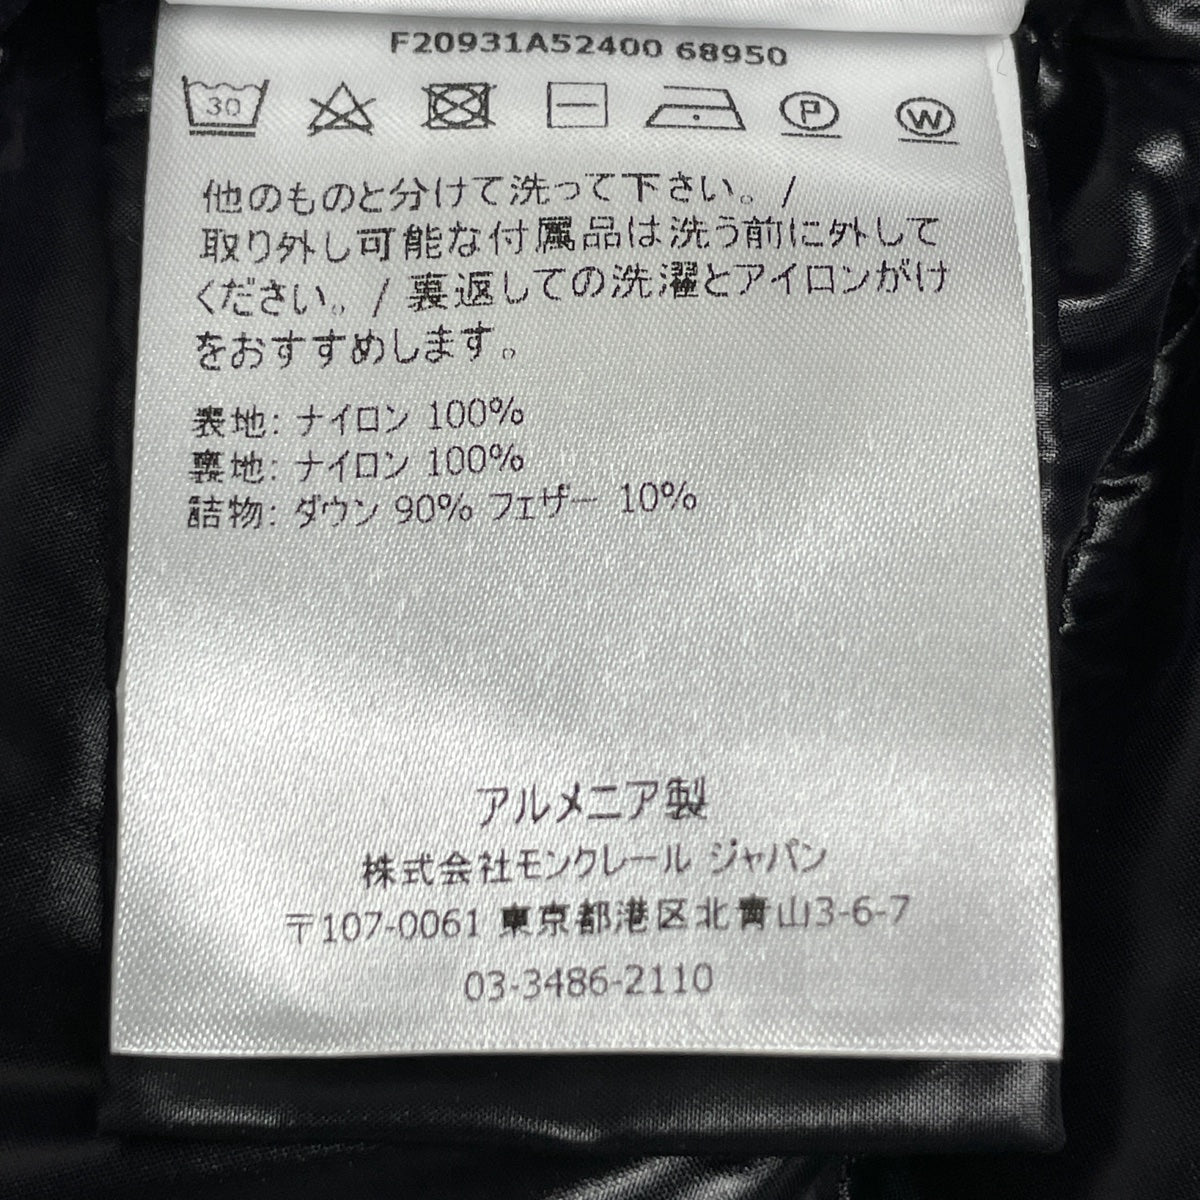 F20931A52400 68950
30 P W
他のものと分けて洗って下さい。/
取り外し可能な付属品は洗う前に外して
ください。/ 裏返しての洗濯とアイロンがけ
をおすすめします。
表地: ナイロン 100%
裏地: ナイロン 100%
詰物: ダウン 90% フェザー 10%
アルメニア製
株式会社モンクレール ジャパン
〒107-0061 東京都港区北青山3-6-7
03-3486-2110